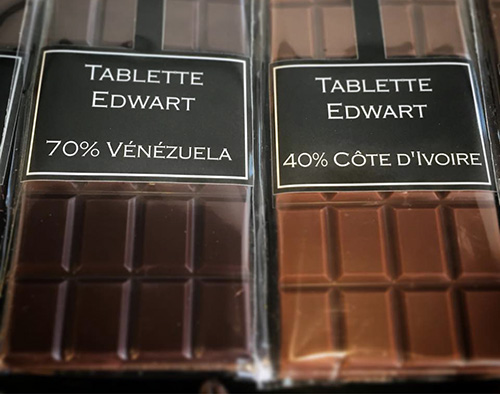 TABLETTE
EDWART
70% VÉNÉZUELA
TABLETTE
EDWART
40% CÔTE D'IVOIRE